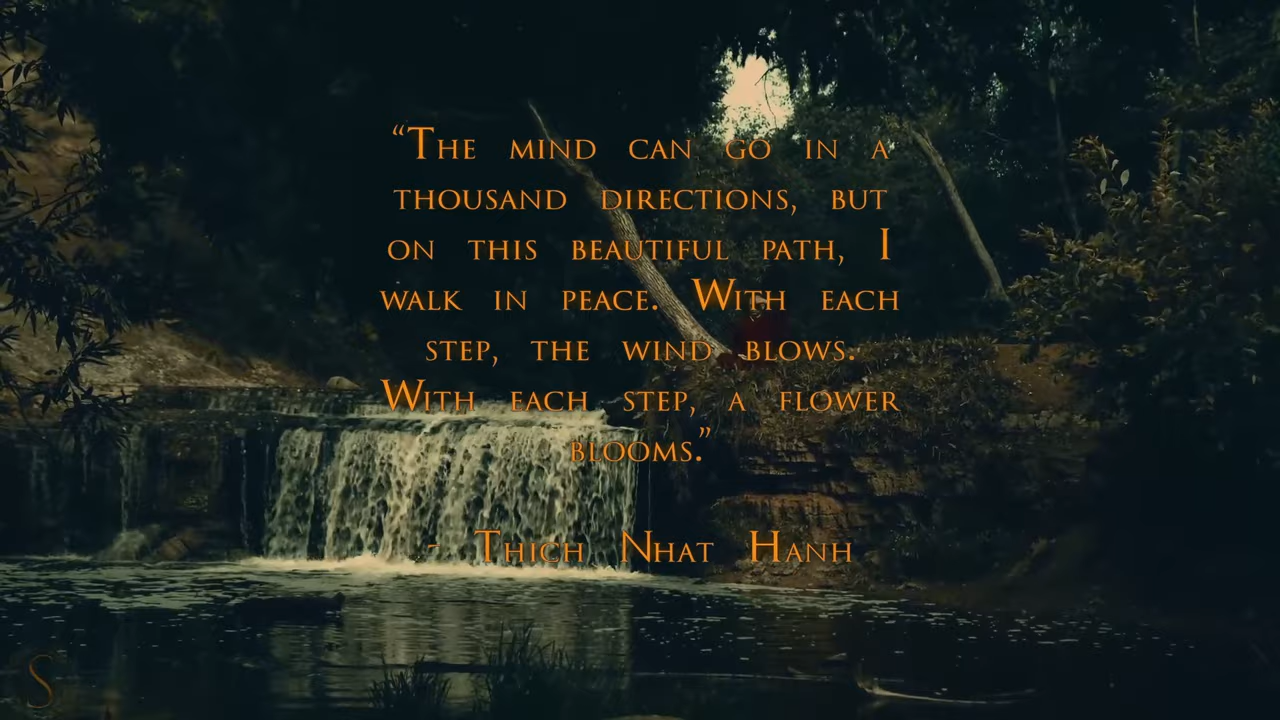 “The mind can go in a
thousand directions, but
on this beautiful path, I
walk in peace. With each
step, the wind blows.
With each step, a flower
blooms.”
- Thich Nhat Hanh
S